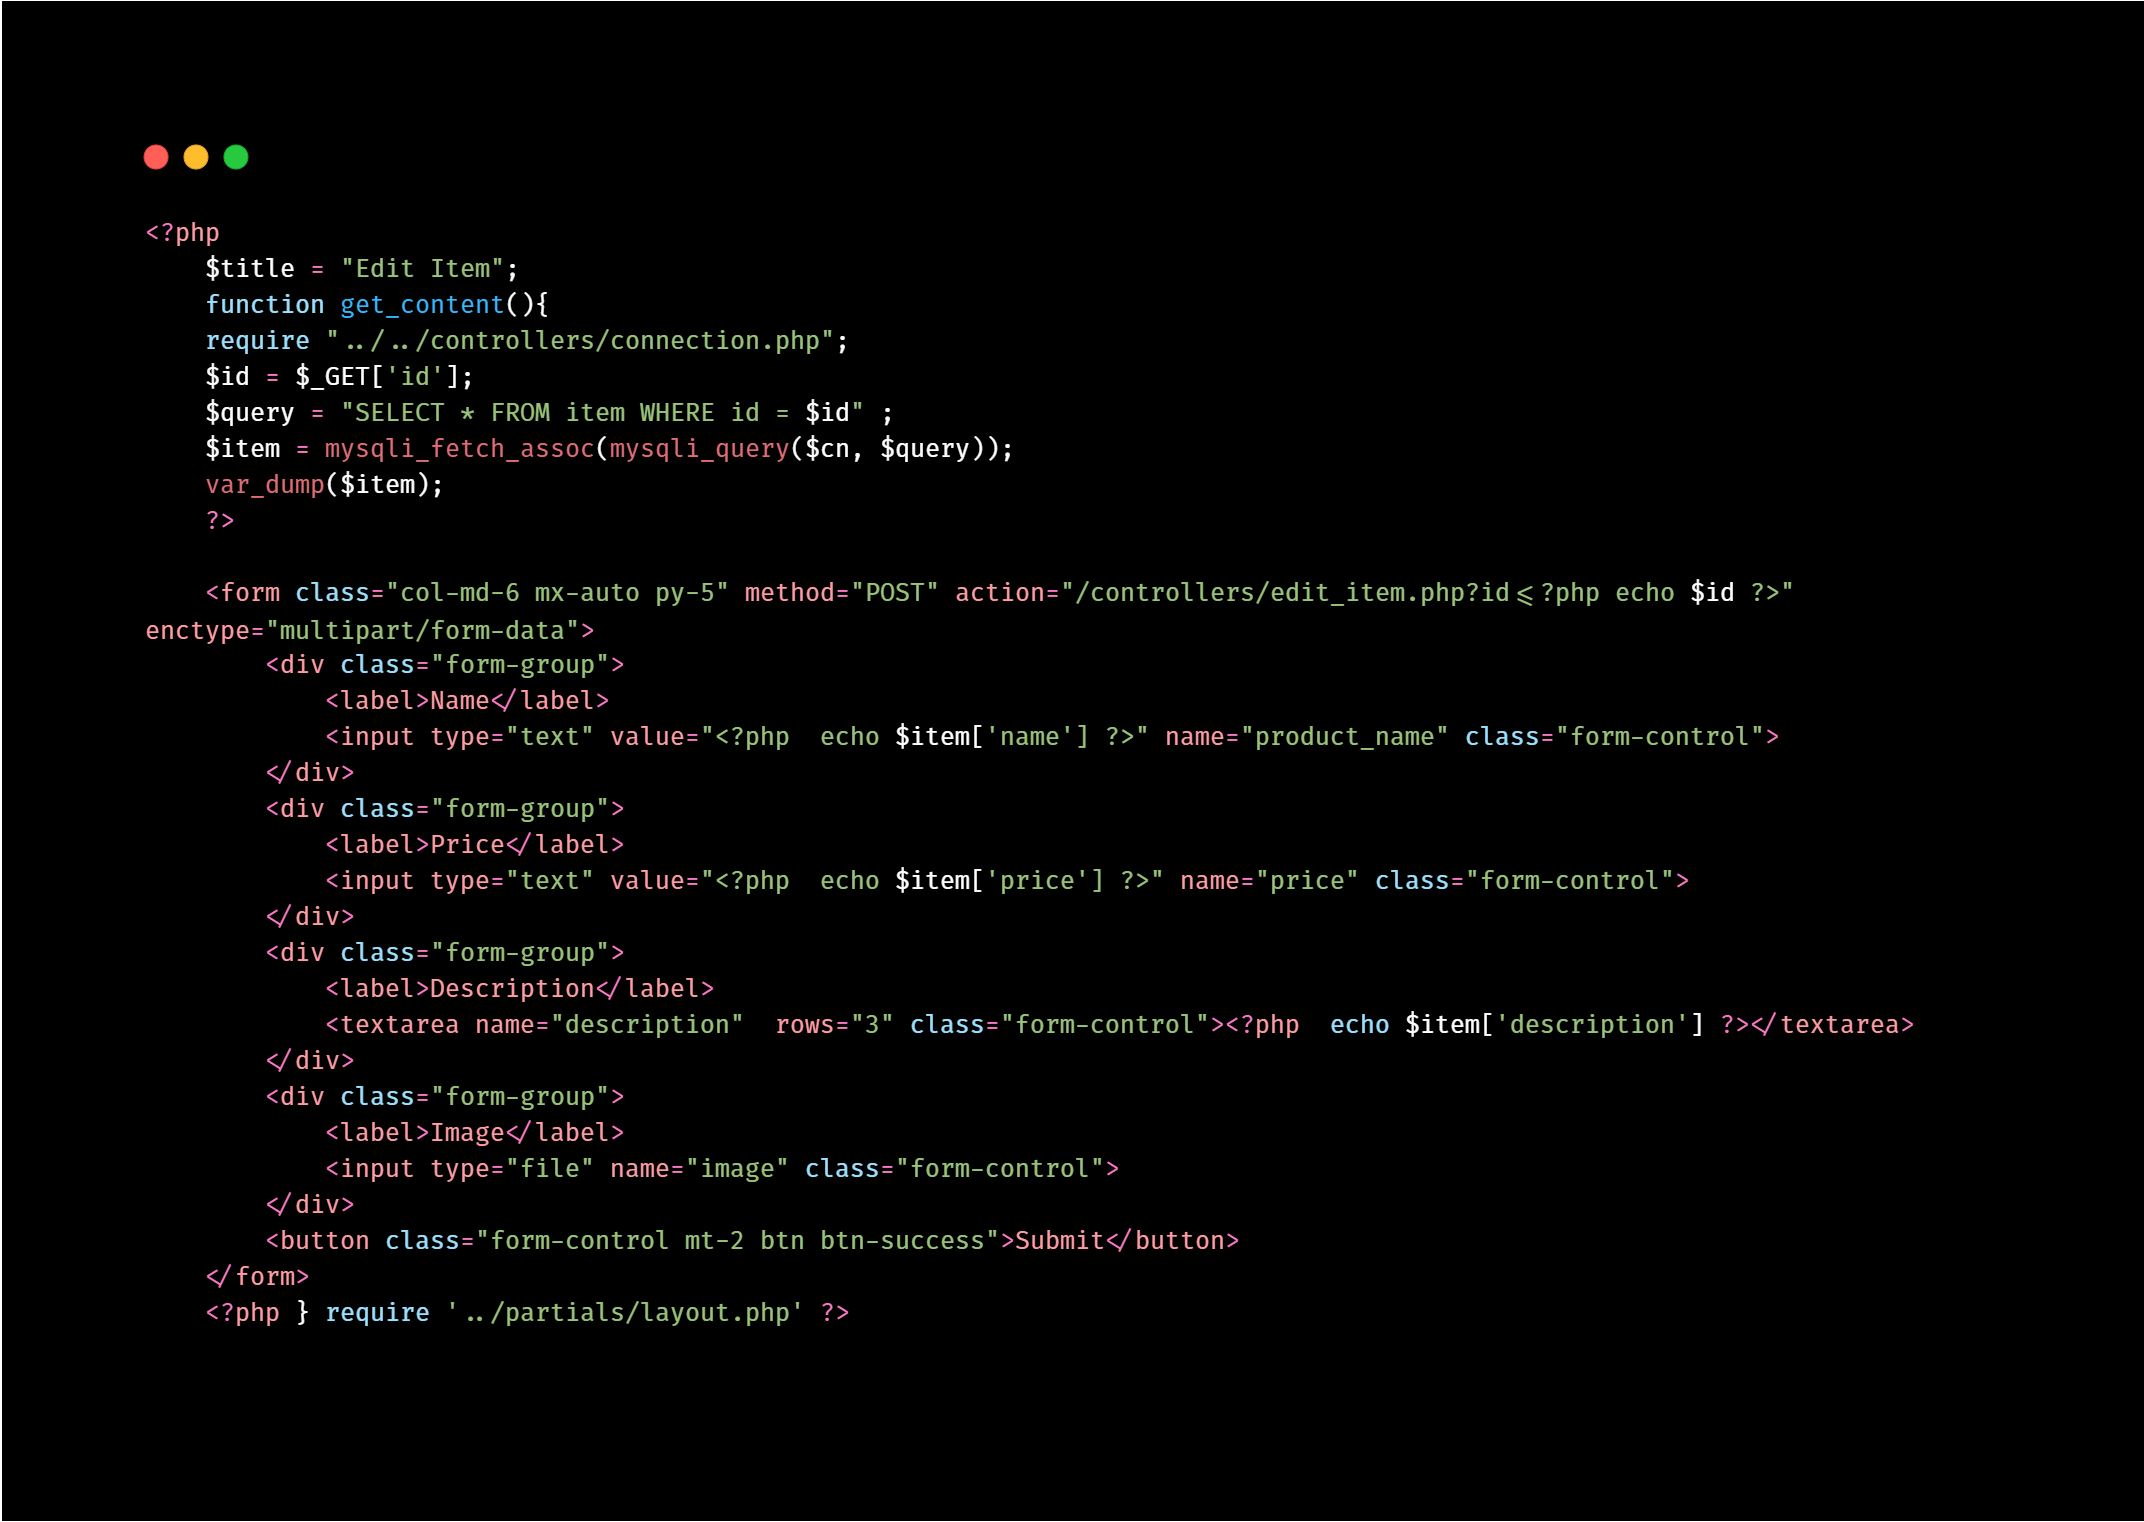 <?php
$title = "Edit Item";
function get_content(){
require "../../controllers/connection.php";
$id = $_GET['id'];
$query = "SELECT * FROM item WHERE id = $id" ;
$item = mysqli_fetch_assoc(mysqli_query($cn, $query));
var_dump($item);
?>
<form class="col-md-6 mx-auto py-5" method="POST" action="/controllers/edit_item.php?id=<?php echo $id ?>"
enctype="multipart/form-data">
<div class="form-group">
<label>Name</label>
<input type="text" value="<?php  echo $item['name'] ?>" name="product_name" class="form-control">
</div>
<div class="form-group">
<label>Price</label>
<input type="text" value="<?php  echo $item['price'] ?>" name="price" class="form-control">
</div>
<div class="form-group">
<label>Description</label>
<textarea name="description"  rows="3" class="form-control"><?php  echo $item['description'] ?></textarea>
</div>
<div class="form-group">
<label>Image</label>
<input type="file" name="image" class="form-control">
</div>
<button class="form-control mt-2 btn btn-success">Submit</button>
</form>
<?php } require '../partials/layout.php' ?>